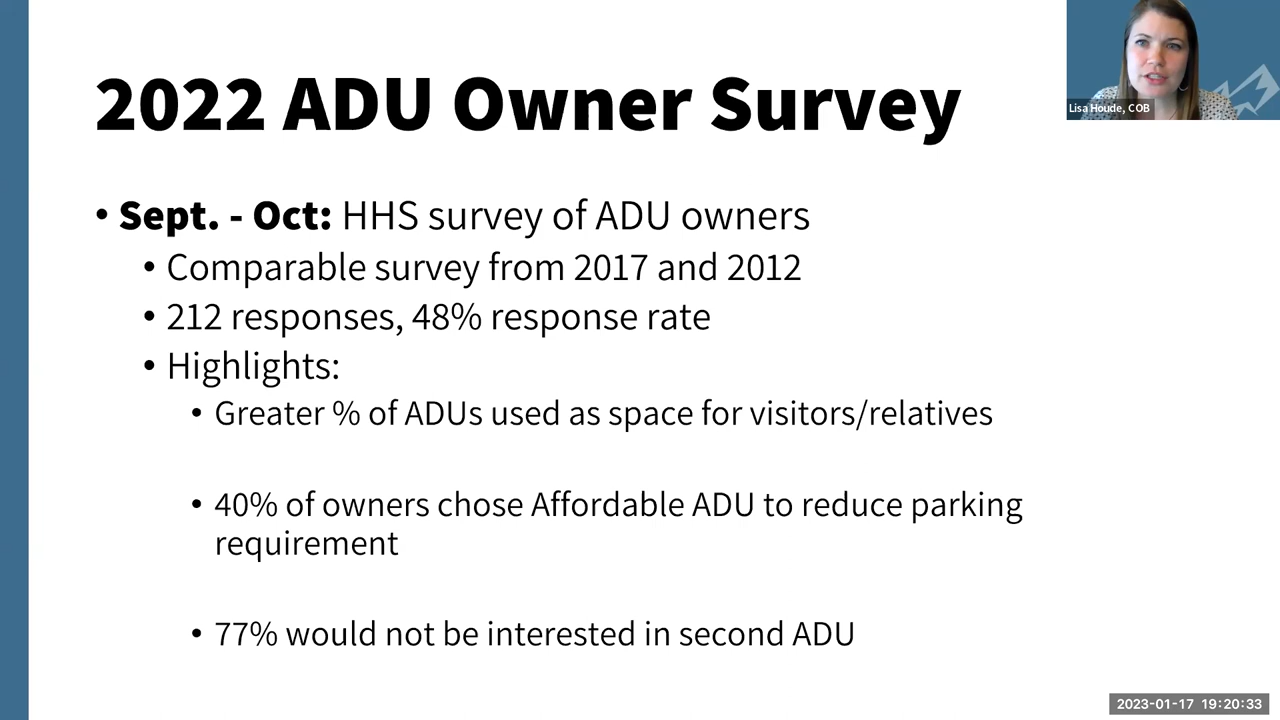 2022 ADU Owner Survey
Lisa Houde, COB
• Sept. - Oct: HHS survey of ADU owners
• Comparable survey from 2017 and 2012
• 212 responses, 48% response rate
• Highlights:
• Greater % of ADUs used as space for visitors/relatives
• 40% of owners chose Affordable ADU to reduce parking
requirement
• 77% would not be interested in second ADU
2023-01-17 19:20:33